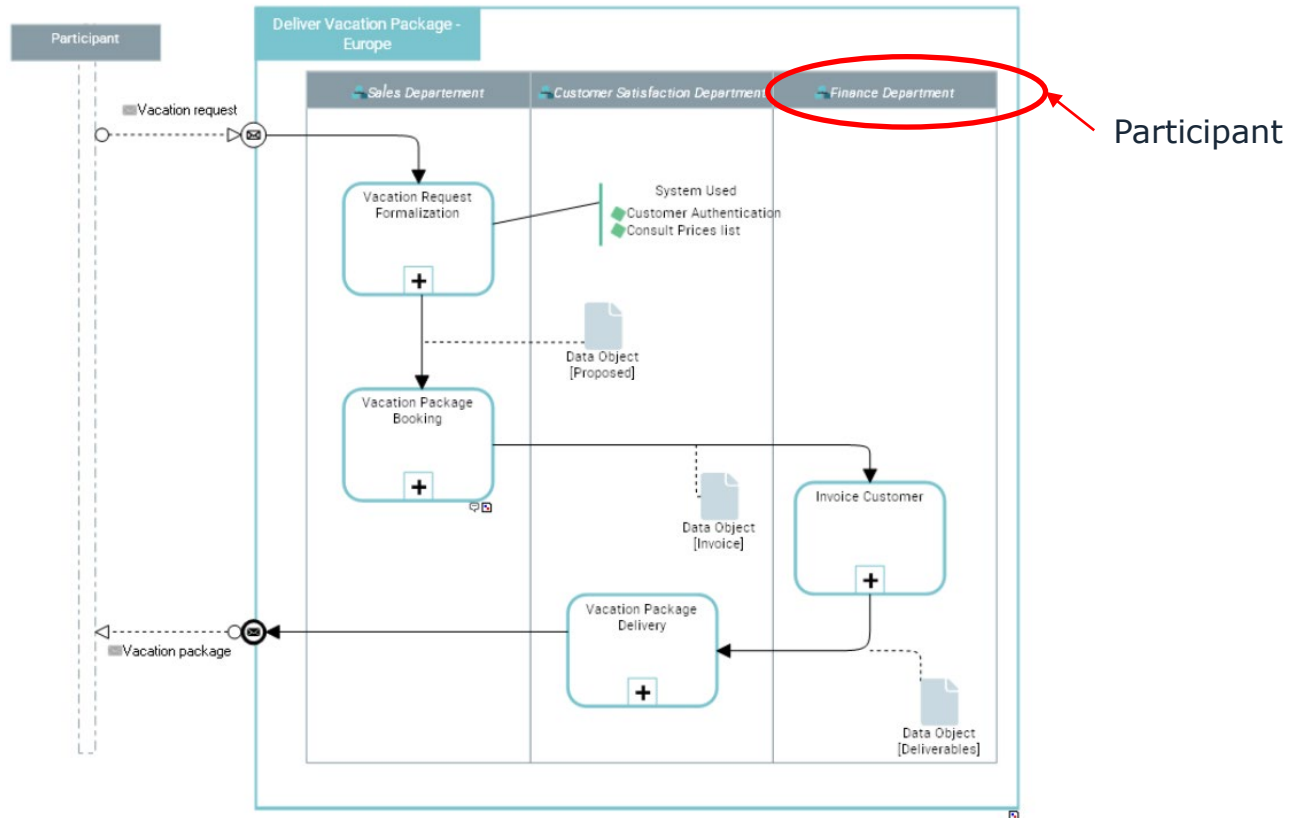 Deliver Vacation Package -
Europe
Participant
Sales Departement
Customer Satisfaction Department
Finance Department
Participant
Vacation request
Vacation Request
Formalization
System Used
Customer Authentication
Consult Prices list
Data Object
[Proposed]
Vacation Package
Booking
Invoice Customer
Data Object
[Invoice]
Vacation Package
Delivery
Vacation package
Data Object
[Deliverables]